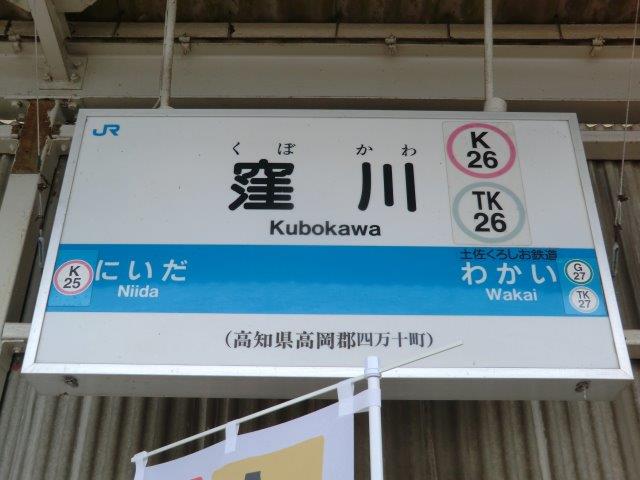 JR
くぼ かわ
窪川
Kubokawa
K
26
TK
26
K
25
にいだ
Niida
土佐くろしお鉄道
わかい
Wakai
G
27
TK
27
(高知県高岡郡四万十町)